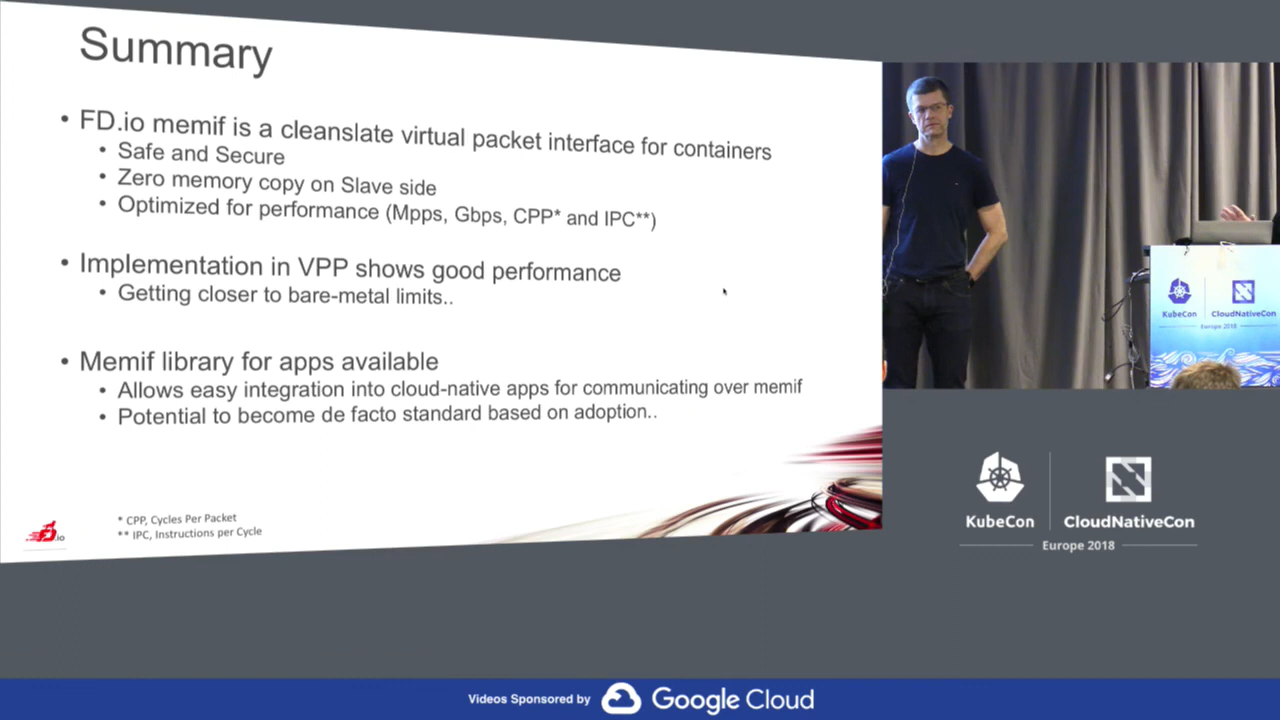 Summary
• FD.io memif is a cleanslate virtual packet interface for containers
• Safe and Secure
• Zero memory copy on Slave side
• Optimized for performance (Mpps, Gbps, CPP* and IPC**)
• Implementation in VPP shows good performance
• Getting closer to bare-metal limits..
• Memif library for apps available
• Allows easy integration into cloud-native apps for communicating over memif
• Potential to become de facto standard based on adoption..
* CPP, Cycles Per Packet
** IPC, Instructions per Cycle
.io
KubeCon
CloudNativeCon
Europe 2018
KubeCon
CloudNativeCon
Europe 2018
Videos Sponsored by
Google Cloud